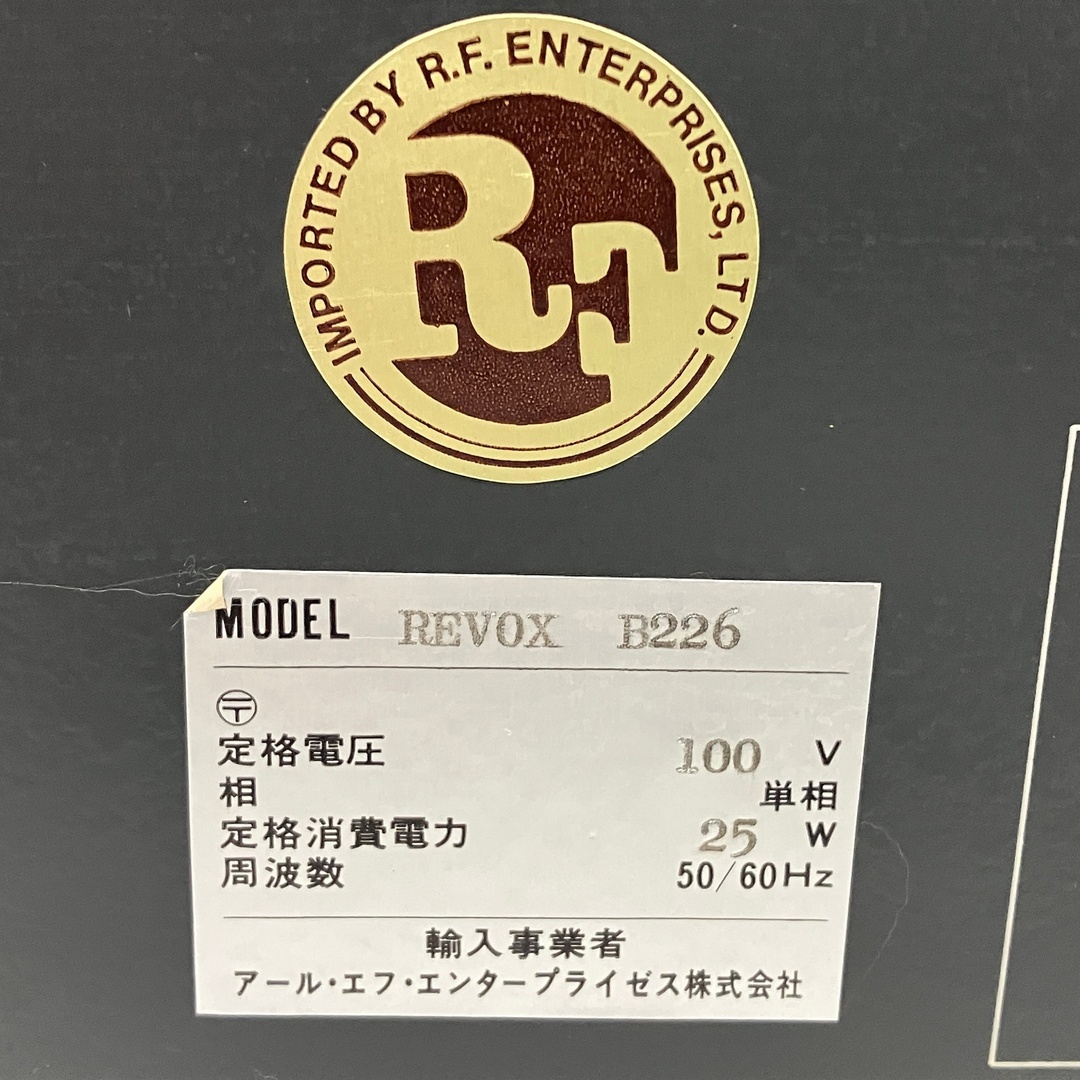 IMPORTED BY R.F. ENTERPRISES, LTD.
RF
MODEL REVOX B226
〒
定格電圧 100 V
相 単相
定格消費電力 25 W
周波数 50/60Hz
輸入事業者
アール・エフ・エンタープライゼス株式会社